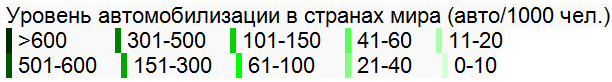 Уровень автомобилизации в странах мира (авто/1000 чел.)
>600 301-500 101-150 41-60 11-20
501-600 151-300 61-100 21-40 0-10